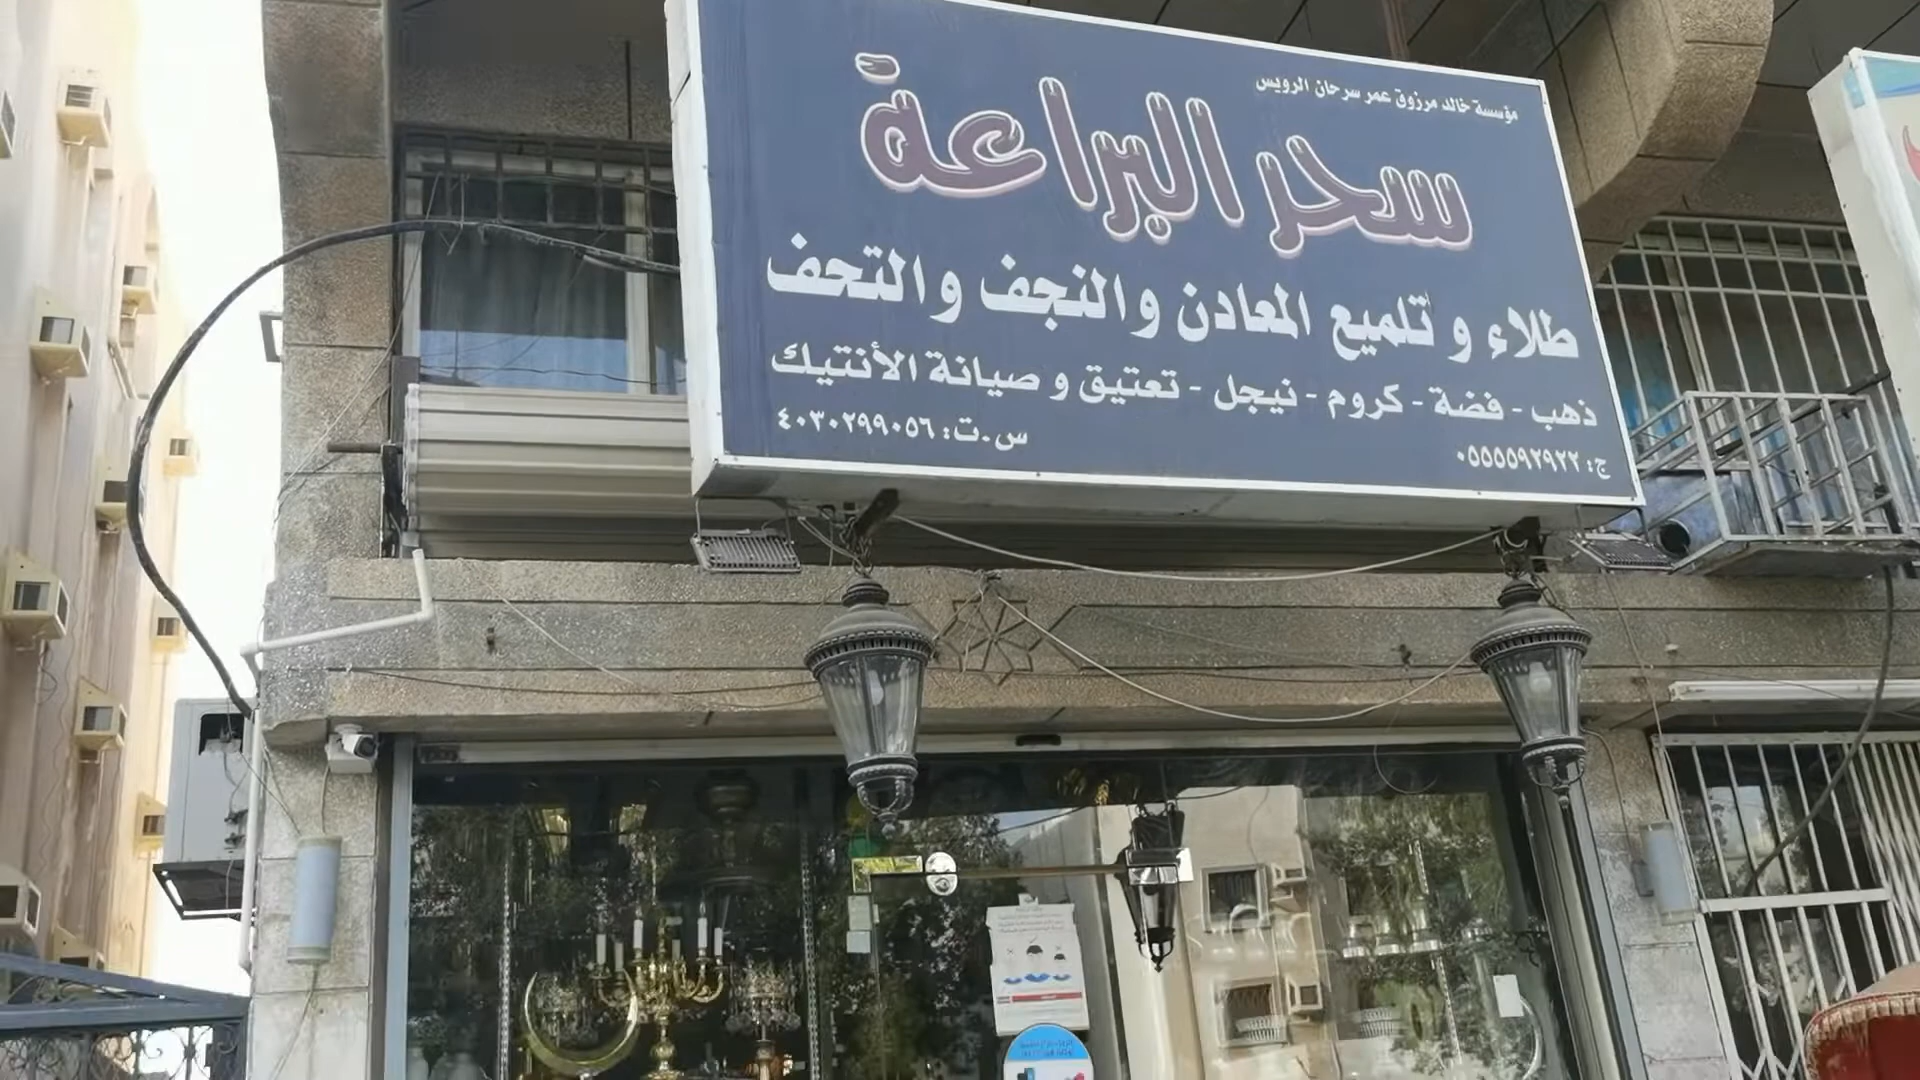 مؤسسة خالد مرزوق عمر سرحان الرويس
سحر البراعة
طلاء و تلميع المعادن والنجف والتحف
ذهب - فضة - كروم - نيجل - تعتيق و صيانة الأنتيك
ج: ٠٥٥٥٥٩٢٩٢٢
س.ت: ٤٠٣٠٢٩٩٠٥٦